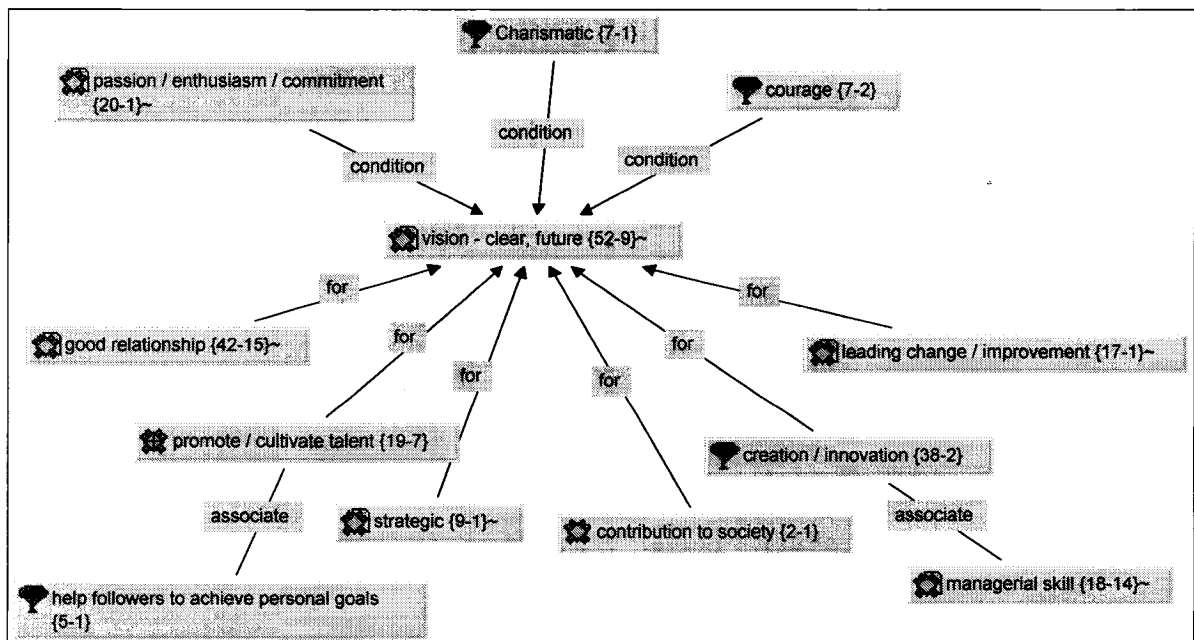 Charismatic {7-1}
passion / enthusiasm / commitment
{20-1}~
courage {7-2}
condition
condition
condition
vision - clear, future {52-9}~
for
for
good relationship {42-15}~
for
for
leading change / improvement {17-1}~
for
for
promote / cultivate talent {19-7}
creation / innovation {38-2}
associate
strategic {9-1}~
contribution to society {2-1}
associate
managerial skill {18-14}~
help followers to achieve personal goals
{5-1}